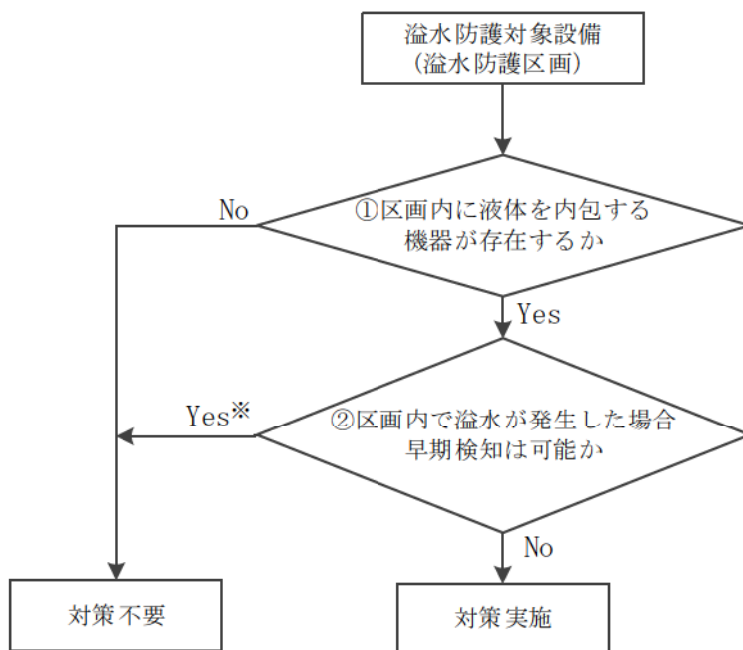 溢水防護対象設備
(溢水防護区画)
No
①区画内に液体を内包する
機器が存在するか
Yes
Yes※
②区画内で溢水が発生した場合
早期検知は可能か
No
対策不要
対策実施